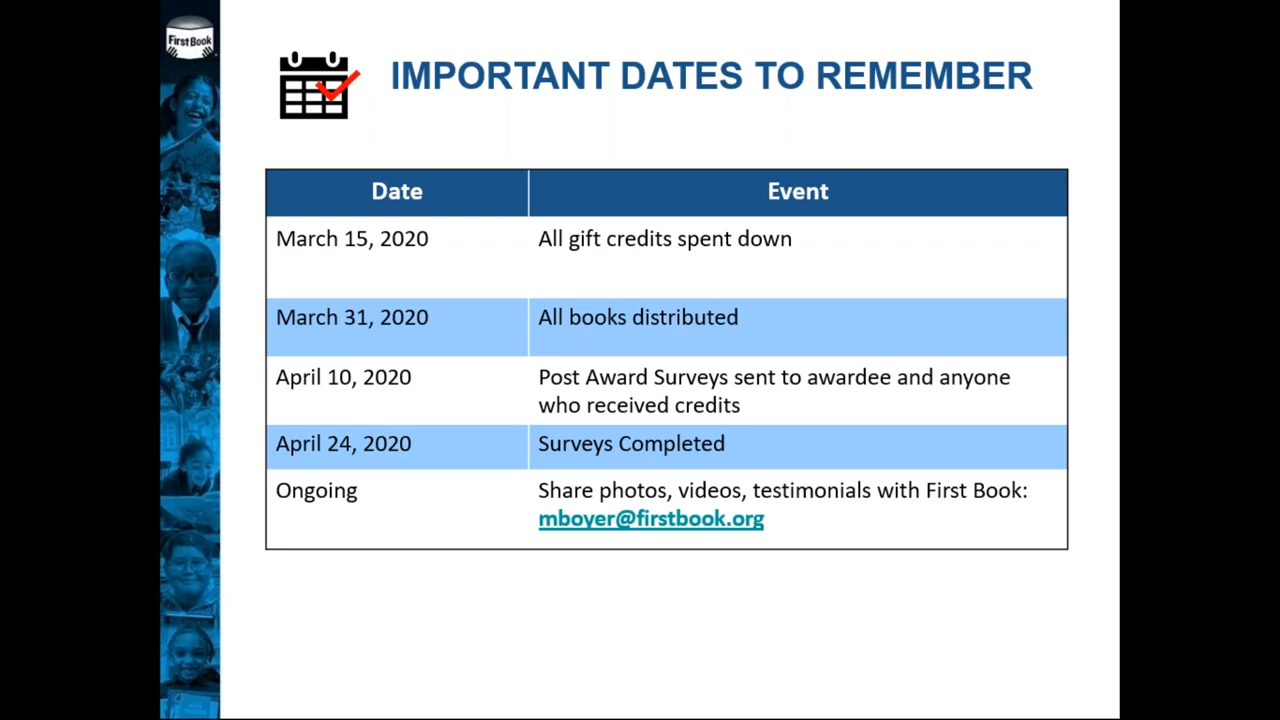 First Book
IMPORTANT DATES TO REMEMBER
Date Event
March 15, 2020 All gift credits spent down
March 31, 2020 All books distributed
April 10, 2020 Post Award Surveys sent to awardee and anyone
who received credits
April 24, 2020 Surveys Completed
Ongoing Share photos, videos, testimonials with First Book:
mboyer@firstbook.org